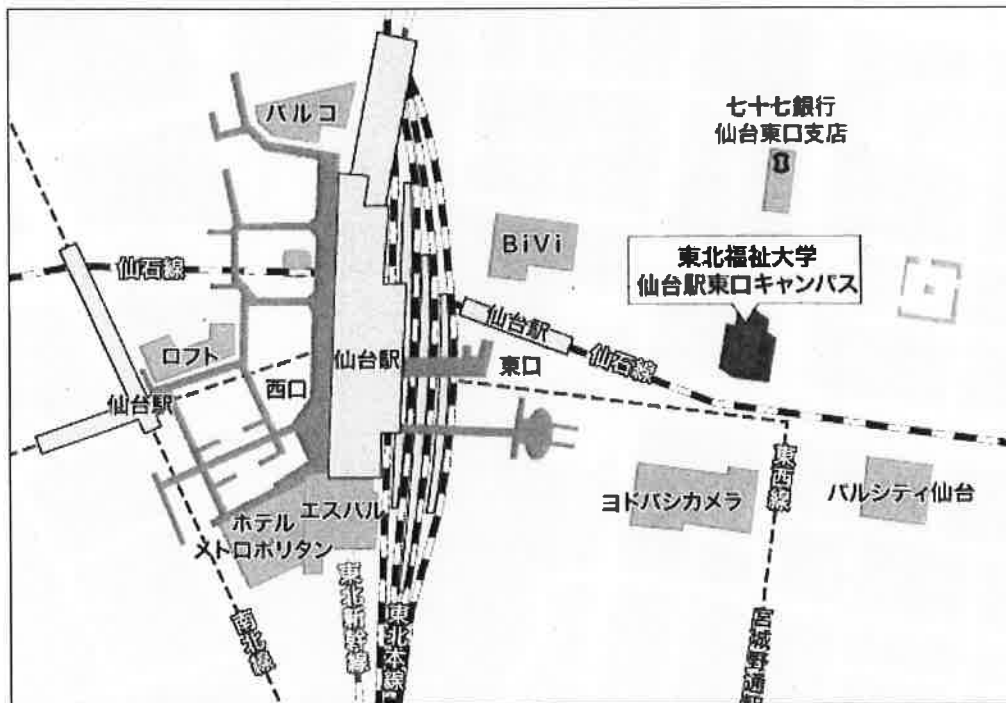 パルコ
七十七銀行
仙台東口支店
BiVi
東北福祉大学
仙台駅東口キャンパス
仙石線
仙台駅
仙台駅
東口
仙石線
ロフト
西口
仙台駅
東西線
ヨドバシカメラ
パルシティ仙台
エスパル
ホテル
メトロポリタン
南北線
東北新幹線
東北本線
宮城野通駅